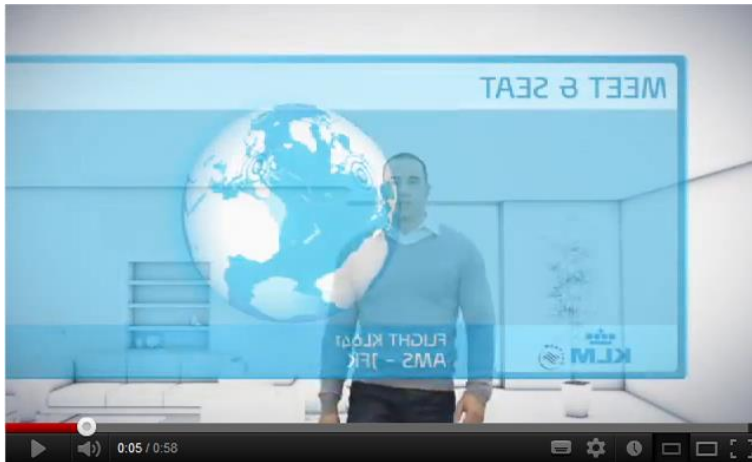 MEET & SEAT
FLIGHT KL641
AMS - JFK
KLM
0:05 / 0:58